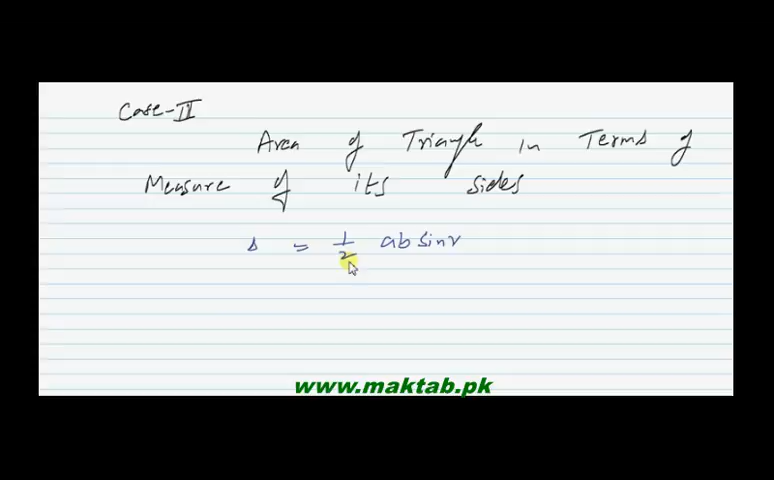 Case-II
Area of Triangle in Terms of
Measure of its sides
Δ = 1/2 ab sinγ
www.maktab.pk